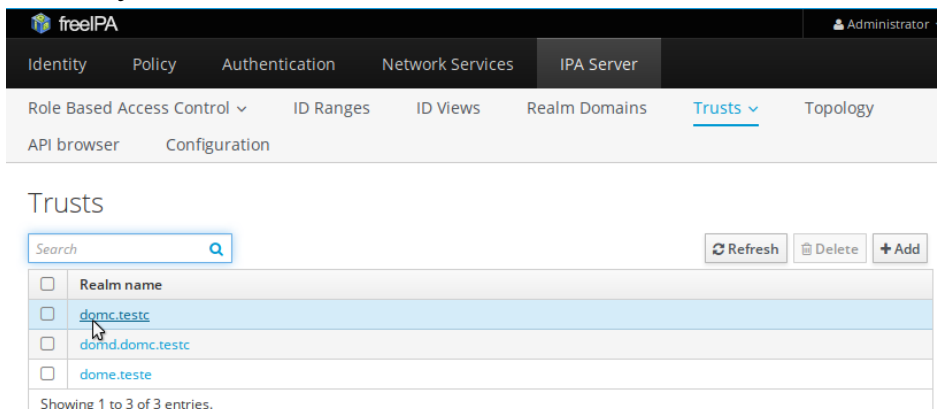 freeIPA Administrator
Identity Policy Authentication Network Services IPA Server
Role Based Access Control ID Ranges ID Views Realm Domains Trusts Topology
API browser Configuration
Trusts
Search Refresh Delete Add
Realm name
domc.testc
domd.domc.testc
dome.teste
Showing 1 to 3 of 3 entries.